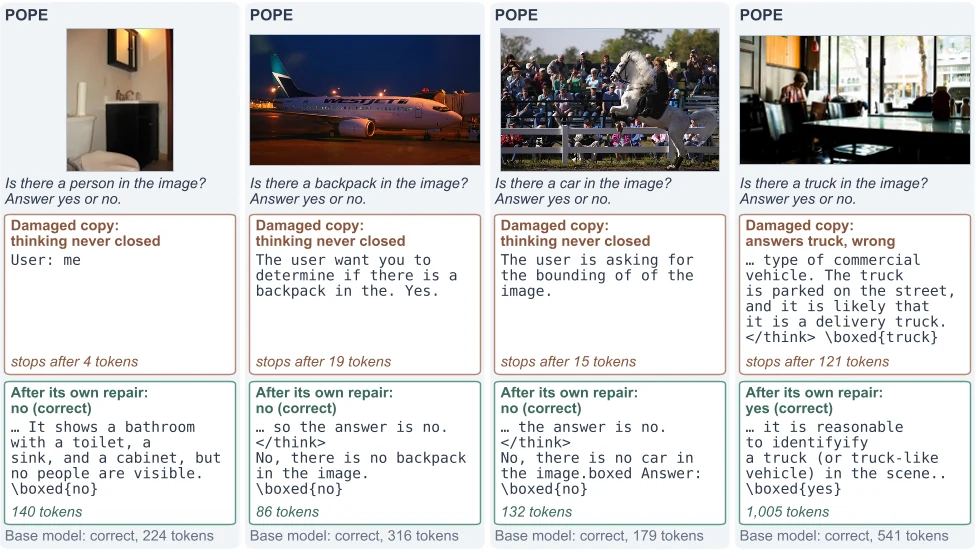 POPE
Is there a person in the image?
Answer yes or no.
Damaged copy:
thinking never closed
User: me
stops after 4 tokens
After its own repair:
no (correct)
… It shows a bathroom
with a toilet, a
sink, and a cabinet, but
no people are visible.
\boxed{no}
140 tokens
Base model: correct, 224 tokens
POPE
WESTJET
Is there a backpack in the image?
Answer yes or no.
Damaged copy:
thinking never closed
The user want you to
determine if there is a
backpack in the. Yes.
stops after 19 tokens
After its own repair:
no (correct)
… so the answer is no.
</think>
No, there is no backpack
in the image.
\boxed{no}
86 tokens
Base model: correct, 316 tokens
POPE
Is there a car in the image?
Answer yes or no.
Damaged copy:
thinking never closed
The user is asking for
the bounding of of the
image.
stops after 15 tokens
After its own repair:
no (correct)
… the answer is no.
</think>
No, there is no car in
the image.boxed Answer:
\boxed{no}
132 tokens
Base model: correct, 179 tokens
POPE
Is there a truck in the image?
Answer yes or no.
Damaged copy:
answers truck, wrong
… type of commercial
vehicle. The truck
is parked on the street,
and it is likely that
it is a delivery truck.
</think> \boxed{truck}
stops after 121 tokens
After its own repair:
yes (correct)
… it is reasonable
to identifyify
a truck (or truck-like
vehicle) in the scene..
\boxed{yes}
1,005 tokens
Base model: correct, 541 tokens